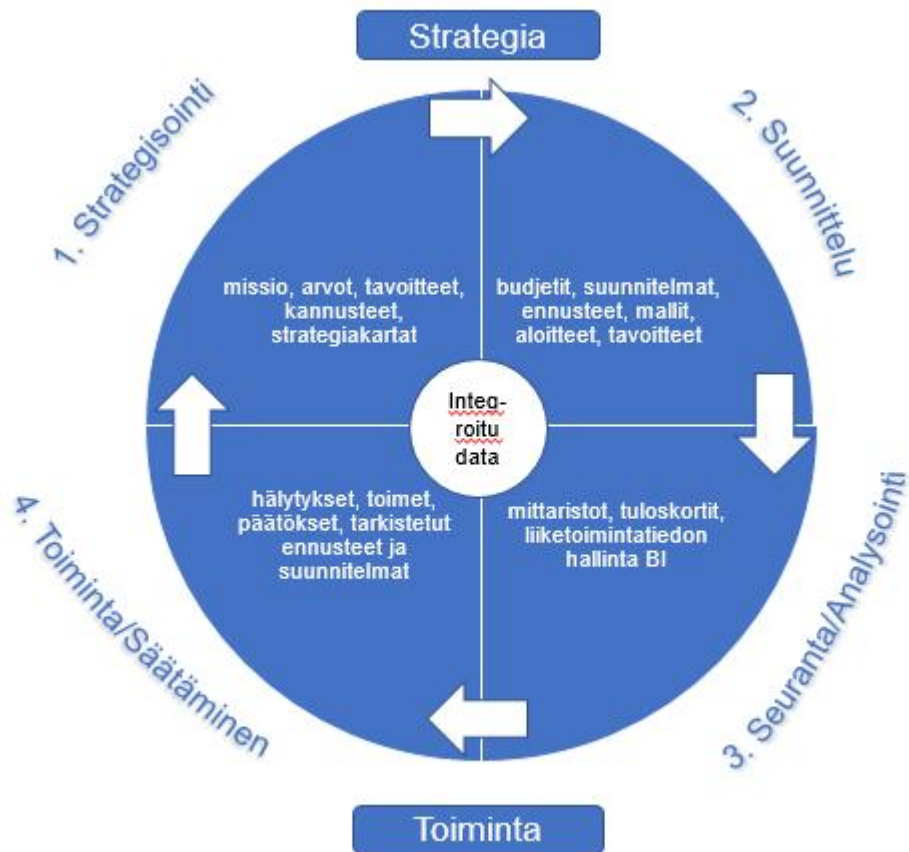 Strategia
1. Strategisointi
2. Suunnittelu
missio, arvot, tavoitteet,
kannusteet,
strategiakartat
budjetit, suunnitelmat,
ennusteet, mallit,
aloitteet, tavoitteet
Integ-
roitu
data
hälytykset, toimet,
päätökset, tarkistetut
ennusteet ja
suunnitelmat
mittaristot, tuloskortit,
liiketoimintatiedon
hallinta BI
4. Toiminta/Säätäminen
3. Seuranta/Analysointi
Toiminta